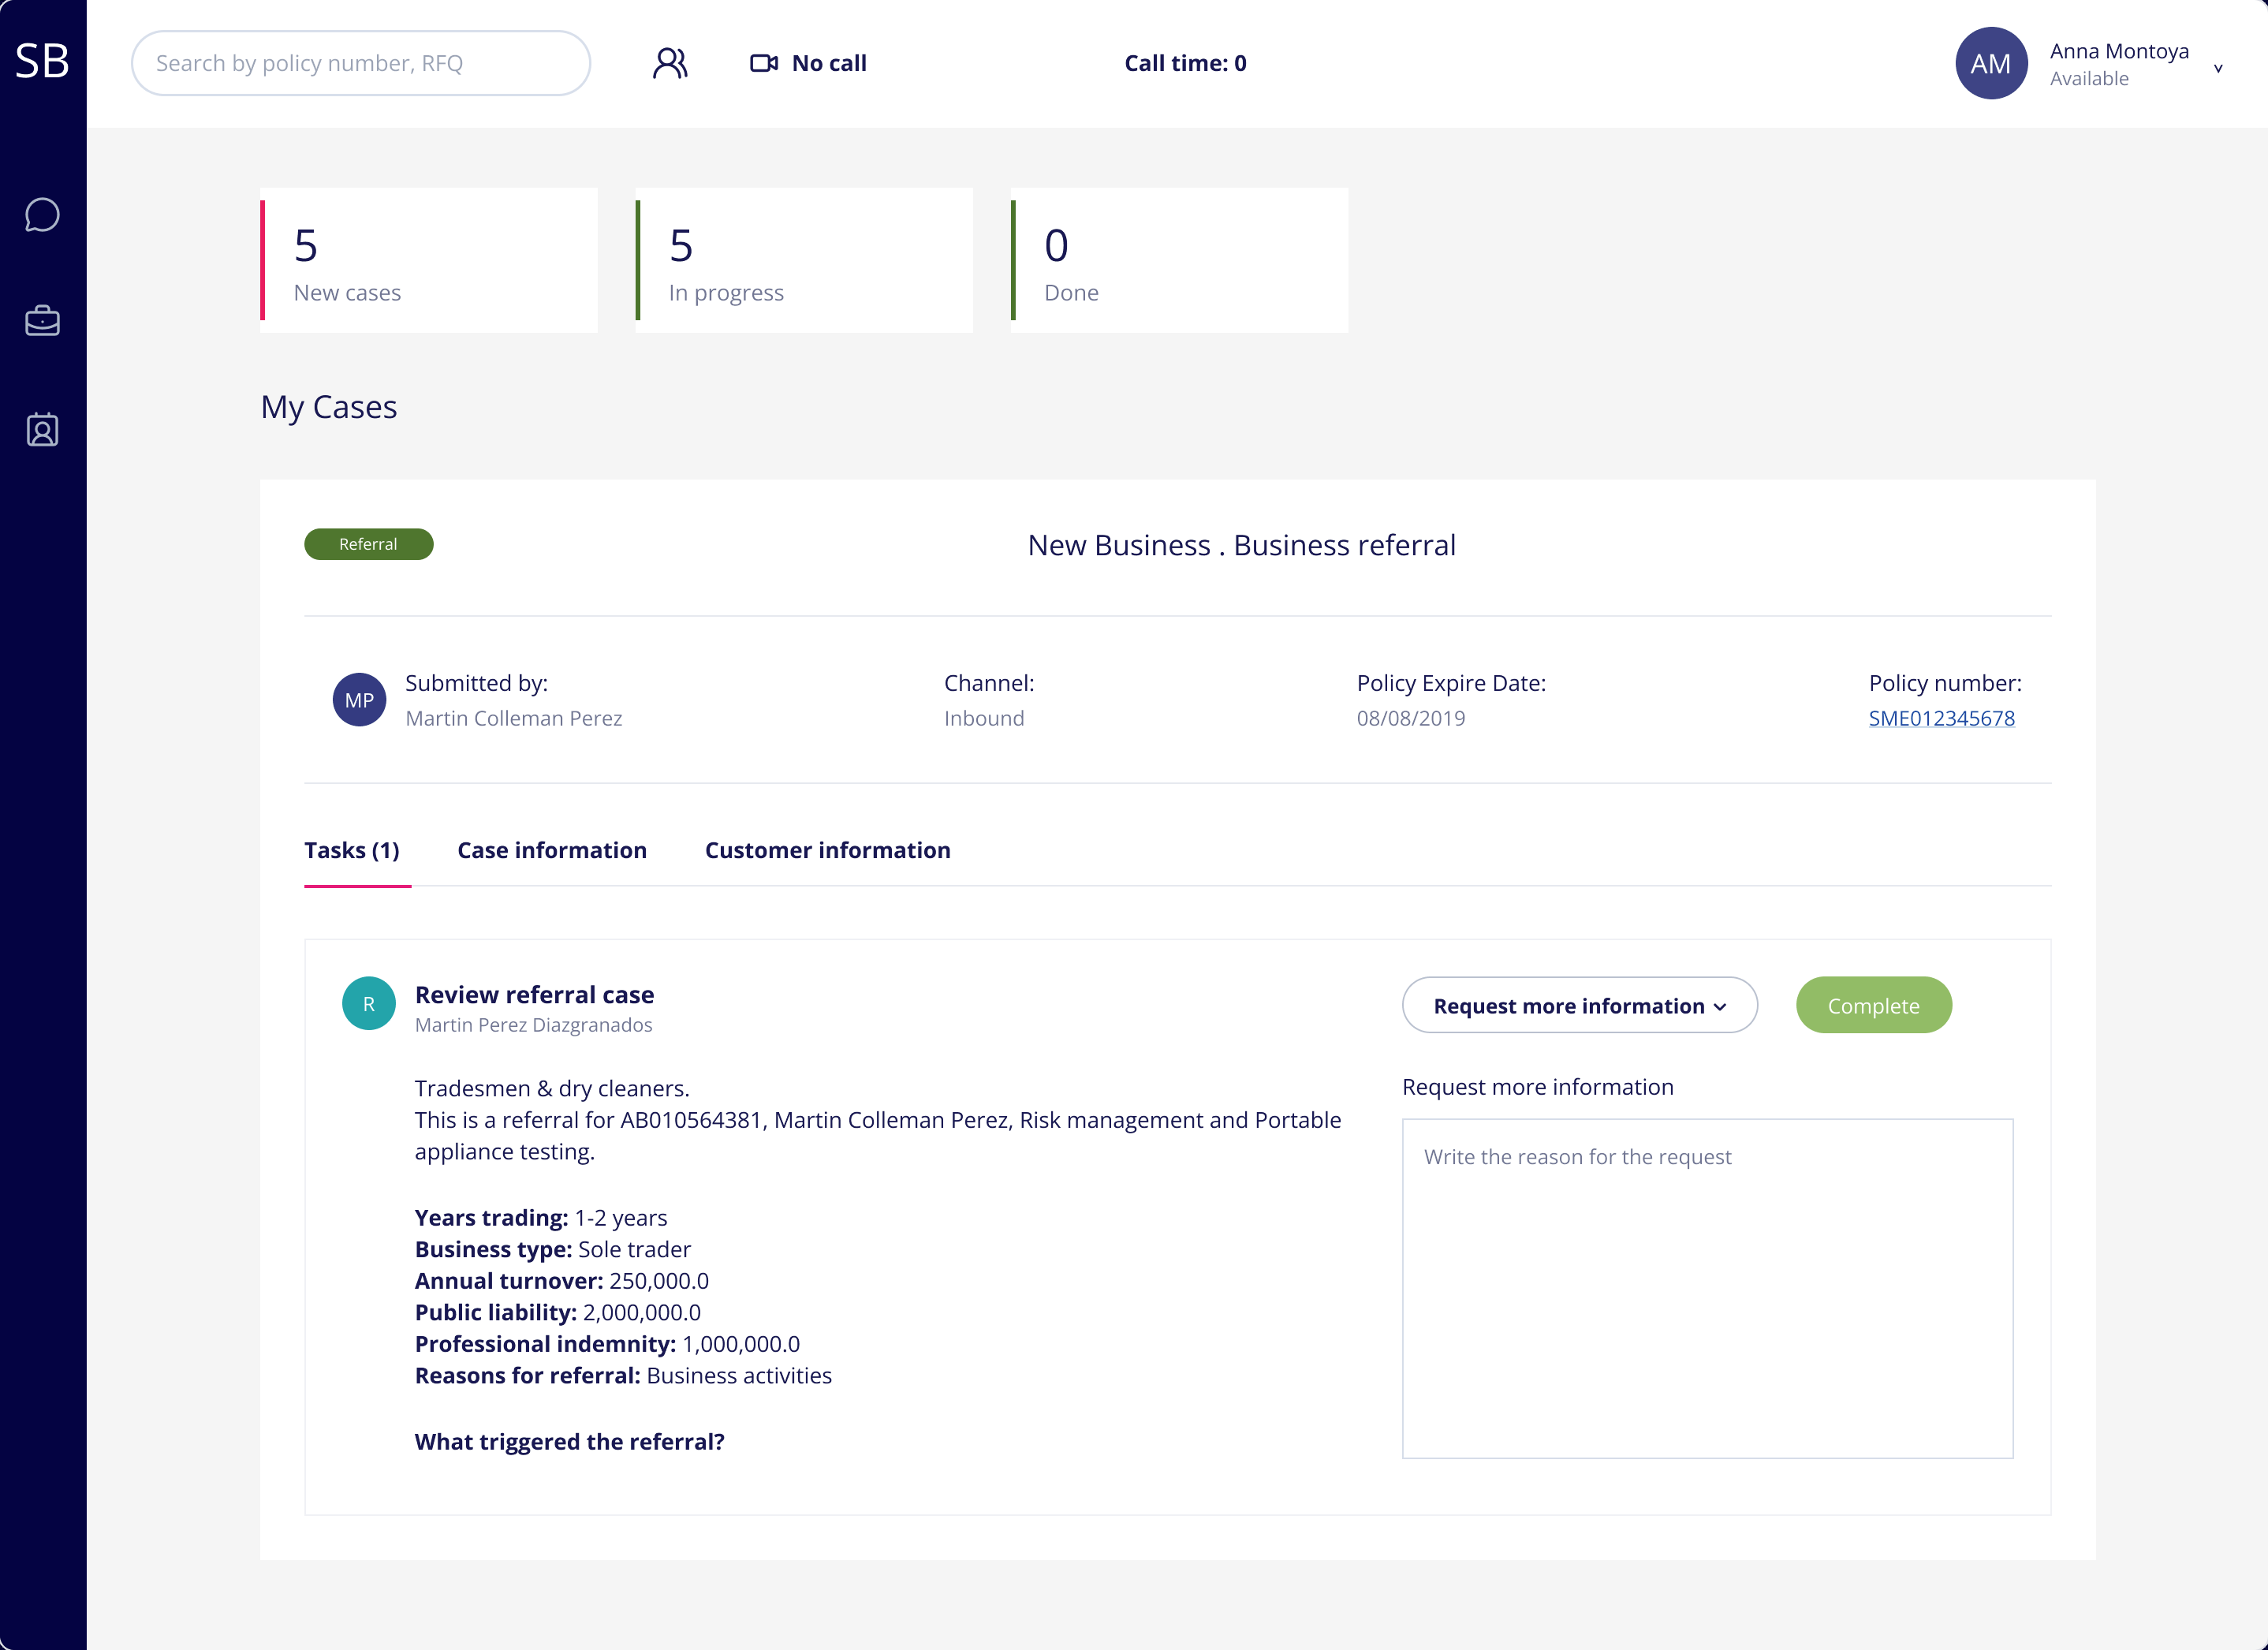 SB
Search by policy number, RFQ
No call
Call time: 0
AM
Anna Montoya
Available
5
New cases
5
In progress
0
Done
My Cases
Referral
New Business . Business referral
MP
Submitted by:
Martin Colleman Perez
Channel:
Inbound
Policy Expire Date:
08/08/2019
Policy number:
SME012345678
Tasks (1)
Case information
Customer information
R
Review referral case
Martin Perez Diazgranados
Tradesmen & dry cleaners.
This is a referral for AB010564381, Martin Colleman Perez, Risk management and Portable
appliance testing.
Years trading: 1-2 years
Business type: Sole trader
Annual turnover: 250,000.0
Public liability: 2,000,000.0
Professional indemnity: 1,000,000.0
Reasons for referral: Business activities
What triggered the referral?
Request more information
Complete
Request more information
Write the reason for the request